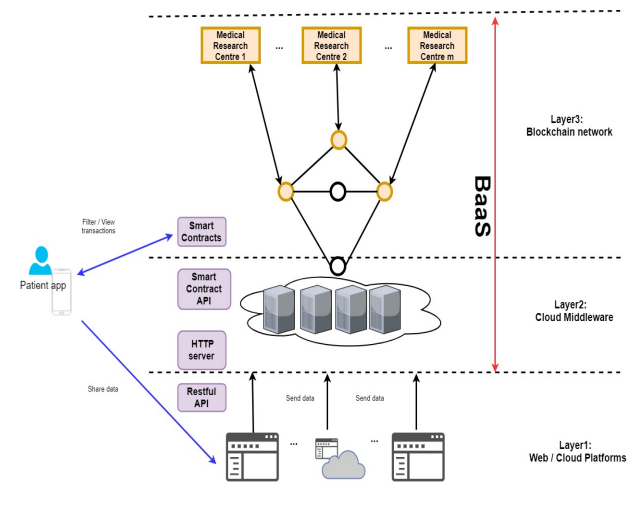 Medical
Research
Centre 1
...
Medical
Research
Centre 2
...
Medical
Research
Centre m
Layer3:
Blockchain network
BaaS
Filter / View
transactions
Smart
Contracts
Patient app
Smart
Contract
API
Layer2:
Cloud Middleware
HTTP
server
Share data
Restful
API
Send data
Send data
...
...
Layer1:
Web / Cloud Platforms